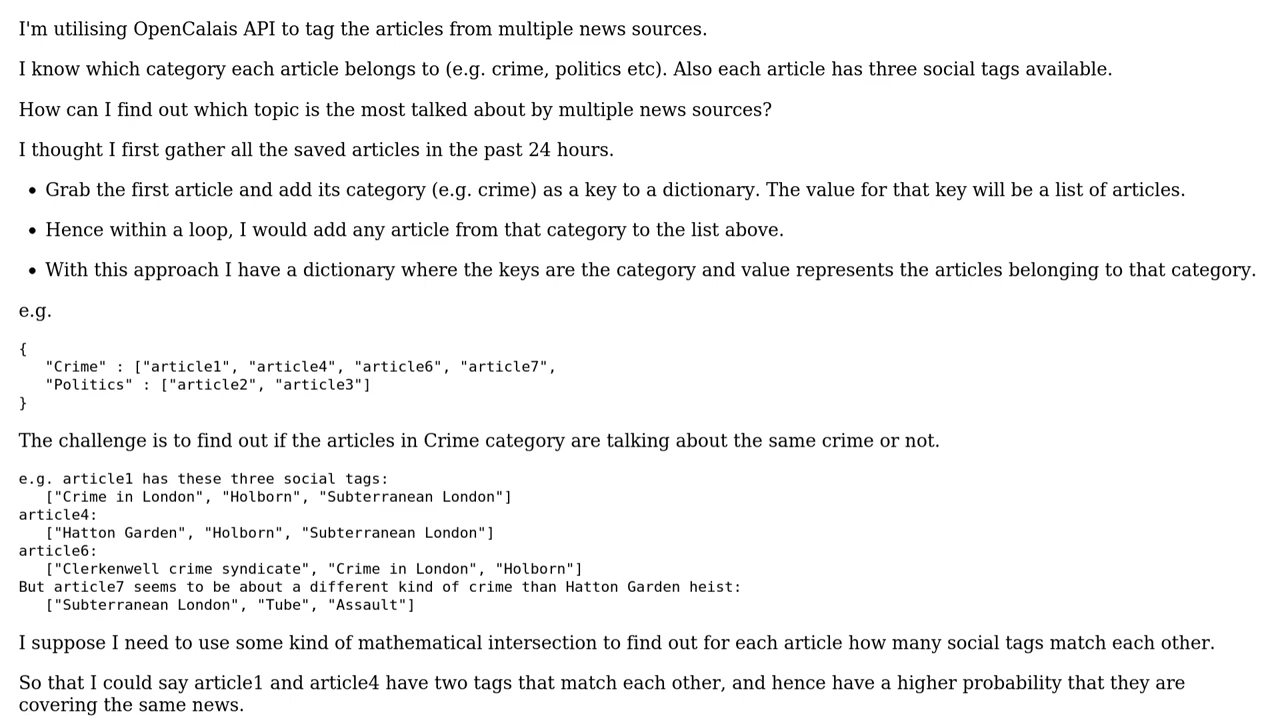 I'm utilising OpenCalais API to tag the articles from multiple news sources.
I know which category each article belongs to (e.g. crime, politics etc). Also each article has three social tags available.
How can I find out which topic is the most talked about by multiple news sources?
I thought I first gather all the saved articles in the past 24 hours.
• Grab the first article and add its category (e.g. crime) as a key to a dictionary. The value for that key will be a list of articles.
• Hence within a loop, I would add any article from that category to the list above.
• With this approach I have a dictionary where the keys are the category and value represents the articles belonging to that category.
e.g.
{
   "Crime" : ["article1", "article4", "article6", "article7",
   "Politics" : ["article2", "article3"]
}
The challenge is to find out if the articles in Crime category are talking about the same crime or not.
e.g. article1 has these three social tags:
   ["Crime in London", "Holborn", "Subterranean London"]
article4:
   ["Hatton Garden", "Holborn", "Subterranean London"]
article6:
   ["Clerkenwell crime syndicate", "Crime in London", "Holborn"]
But article7 seems to be about a different kind of crime than Hatton Garden heist:
   ["Subterranean London", "Tube", "Assault"]
I suppose I need to use some kind of mathematical intersection to find out for each article how many social tags match each other.
So that I could say article1 and article4 have two tags that match each other, and hence have a higher probability that they are
covering the same news.